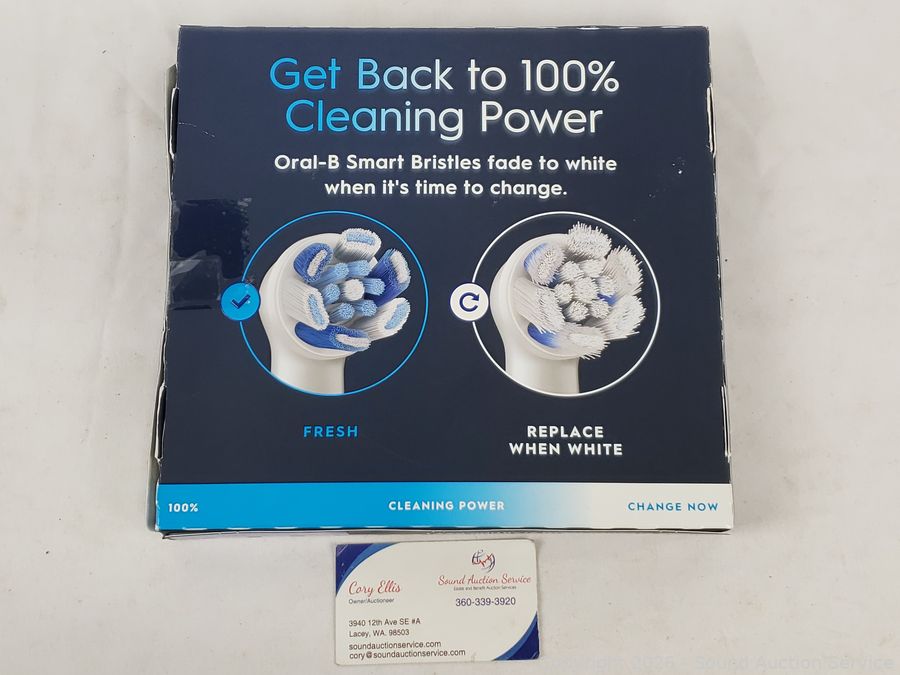 Get Back to 100%
Cleaning Power
Oral-B Smart Bristles fade to white
when it's time to change.
FRESH
REPLACE
WHEN WHITE
100%
CLEANING POWER
CHANGE NOW
Cory Ellis
Owner/Auctioneer
3940 12th Ave SE #A
Lacey, WA. 98503
soundauctionservice.com
cory@soundauctionservice.com
Sound Auction Service
Estate and Benefit Auction Services
360-339-3920
Copyright 2026 - Sound Auction Service